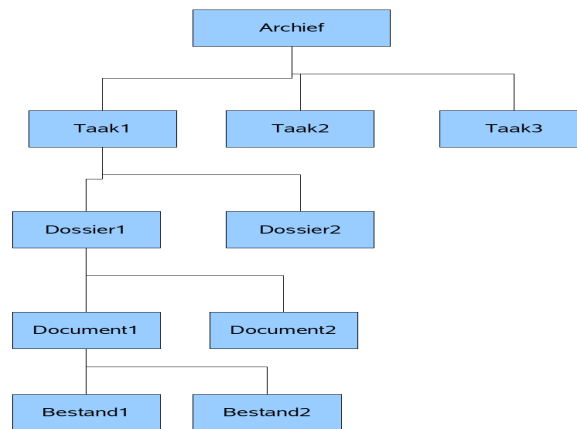 Archief
Taak1
Taak2
Taak3
Dossier1
Dossier2
Document1
Document2
Bestand1
Bestand2